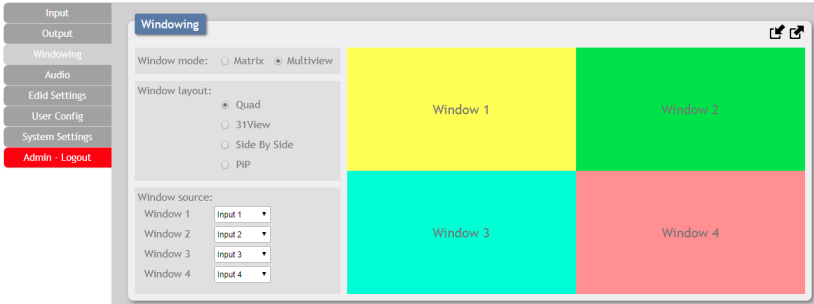 Input
Output
Windowing
Audio
Edid Settings
User Config
System Settings
Admin - Logout
Windowing
Window mode: Matrix Multiview
Window layout:
Quad
31View
Side By Side
PiP
Window source:
Window 1 Input 1
Window 2 Input 2
Window 3 Input 3
Window 4 Input 4
Window 1
Window 2
Window 3
Window 4